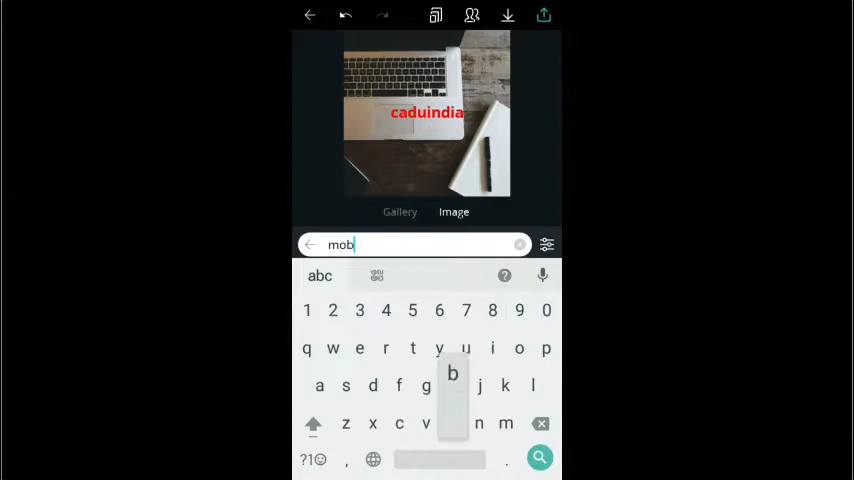 caduindia
Gallery Image
mob
abc
1 2 3 4 5 6 7 8 9 0
q w e r t y u i o p
b
a s d f g j k l
z x c v n m
?1☺ , .